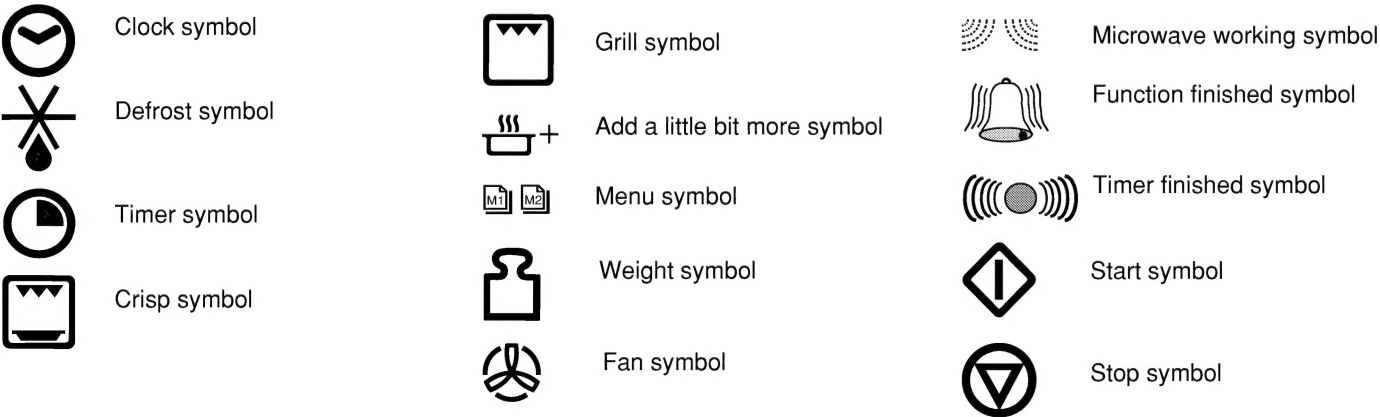 Clock symbol
Defrost symbol
Timer symbol
Crisp symbol
Grill symbol
Add a little bit more symbol
M1 M2
Menu symbol
Weight symbol
Fan symbol
Microwave working symbol
Function finished symbol
Timer finished symbol
Start symbol
Stop symbol